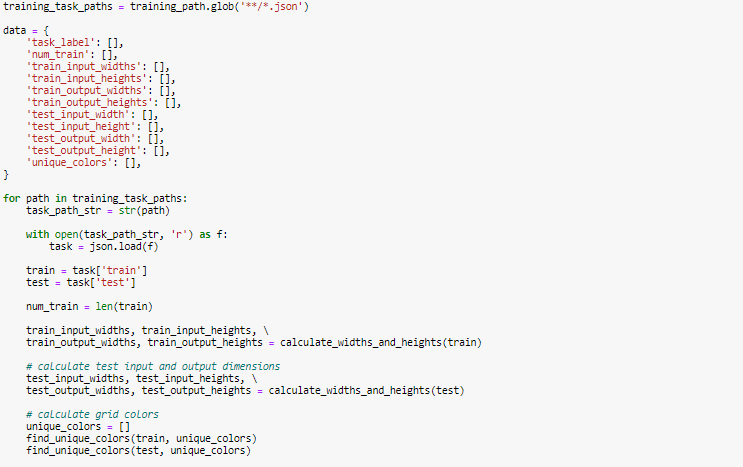 training_task_paths = training_path.glob('**/*.json')
data = {
    'task_label': [],
    'num_train': [],
    'train_input_widths': [],
    'train_input_heights': [],
    'train_output_widths': [],
    'train_output_heights': [],
    'test_input_width': [],
    'test_input_height': [],
    'test_output_width': [],
    'test_output_height': [],
    'unique_colors': [],
}
for path in training_task_paths:
    task_path_str = str(path)
    with open(task_path_str, 'r') as f:
        task = json.load(f)
    train = task['train']
    test = task['test']
    num_train = len(train)
    train_input_widths, train_input_heights, \
    train_output_widths, train_output_heights = calculate_widths_and_heights(train)
    # calculate test input and output dimensions
    test_input_widths, test_input_heights, \
    test_output_widths, test_output_heights = calculate_widths_and_heights(test)
    # calculate grid colors
    unique_colors = []
    find_unique_colors(train, unique_colors)
    find_unique_colors(test, unique_colors)